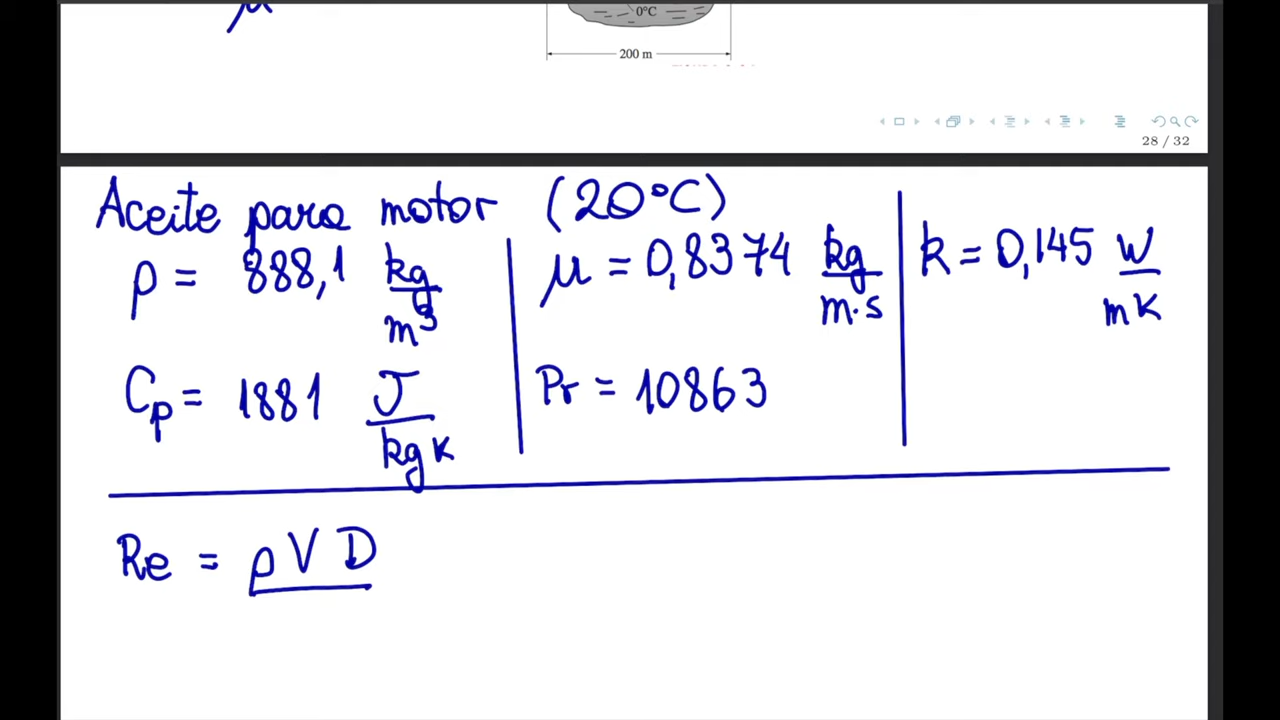 μ
0°C
200 m
28 / 32
Aceite para motor (20°C)
ρ = 888,1 kg/m³
μ = 0,8374 kg/m·s
k = 0,145 W/mK
Cp = 1881 J/kgK
Pr = 10863
Re = ρVD